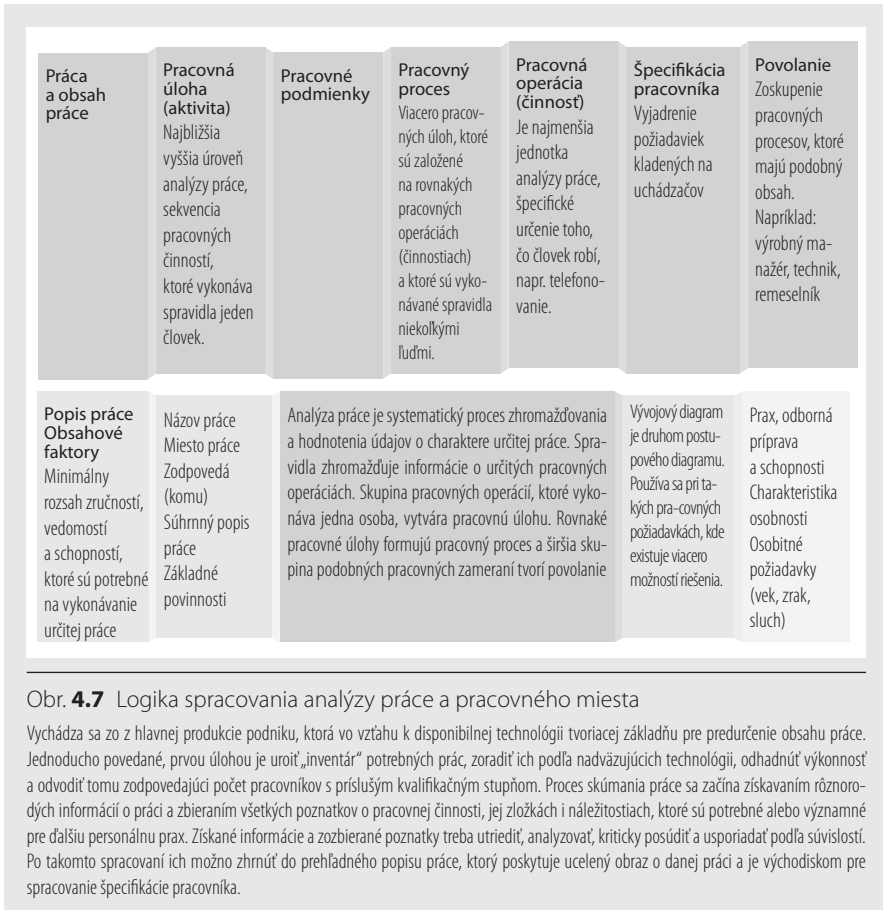 Práca
a obsah
práce
Pracovná
úloha
(aktivita)
Najbližšia
vyššia úroveň
analýzy práce,
sekvencia
pracovných
činností,
ktoré vykonáva
spravidla jeden
človek.
Pracovné
podmienky
Pracovný
proces
Viacero pracov-
ných úloh, ktoré
sú založené
na rovnakých
pracovných
operáciách
(činnostiach)
a ktoré sú vyko-
návané spravidla
niekoľkými
ľuďmi.
Pracovná
operácia
(činnosť)
Je najmenšia
jednotka
analýzy práce,
špecifické
určenie toho,
čo človek robí,
napr. telefono-
vanie.
Špecifikácia
pracovníka
Vyjadrenie
požiadaviek
kladených na
uchádzačov
Povolanie
Zoskupenie
pracovných
procesov, ktoré
majú podobný
obsah.
Napríklad:
výrobný ma-
nažér, technik,
remeselník
Popis práce
Obsahové
faktory
Minimálny
rozsah zručností,
vedomostí
a schopností,
ktoré sú potrebné
na vykonávanie
určitej práce
Názov práce
Miesto práce
Zodpovedá
(komu)
Súhrnný popis
práce
Základné
povinnosti
Analýza práce je systematický proces zhromažďovania
a hodnotenia údajov o charaktere určitej práce. Spra-
vidla zhromažďuje informácie o určitých pracovných
operáciách. Skupina pracovných operácií, ktoré vyko-
náva jedna osoba, vytvára pracovnú úlohu. Rovnaké
pracovné úlohy formujú pracovný proces a širšia sku-
pina podobných pracovných zameraní tvorí povolanie
Vývojový diagram
je druhom postu-
pového diagramu.
Používa sa pri ta-
kých pra-covných
požiadavkách, kde
existuje viacero
možností riešenia.
Prax, odborná
príprava
a schopnosti
Charakteristika
osobnosti
Osobitné
požiadavky
(vek, zrak,
sluch)
Obr. 4.7 Logika spracovania analýzy práce a pracovného miesta
Vychádza sa zo z hlavnej produkcie podniku, ktorá vo vzťahu k disponibilnej technológii tvoriacej základňu pre predurčenie obsahu práce.
Jednoducho povedané, prvou úlohou je uroiť „inventár“ potrebných prác, zoradiť ich podľa nadväzujúcich technológii, odhadnúť výkonnosť
a odvodiť tomu zodpovedajúci počet pracovníkov s príslušým kvalifikačným stupňom. Proces skúmania práce sa začína získavaním rôznoro-
dých informácií o práci a zbieraním všetkých poznatkov o pracovnej činnosti, jej zložkách i náležitostiach, ktoré sú potrebné alebo významné
pre ďalšiu personálnu prax. Získané informácie a zozbierané poznatky treba utriediť, analyzovať, kriticky posúdiť a usporiadať podľa súvislostí.
Po takomto spracovaní ich možno zhrnúť do prehľadného popisu práce, ktorý poskytuje ucelený obraz o danej práci a je východiskom pre
spracovanie špecifikácie pracovníka.